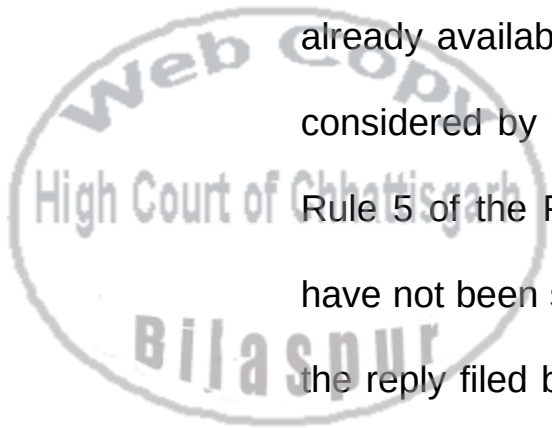 Web Copy
already availab
considered by
High Court of Chhattisgarh
Rule 5 of the
have not been
Bilaspur
the reply filed